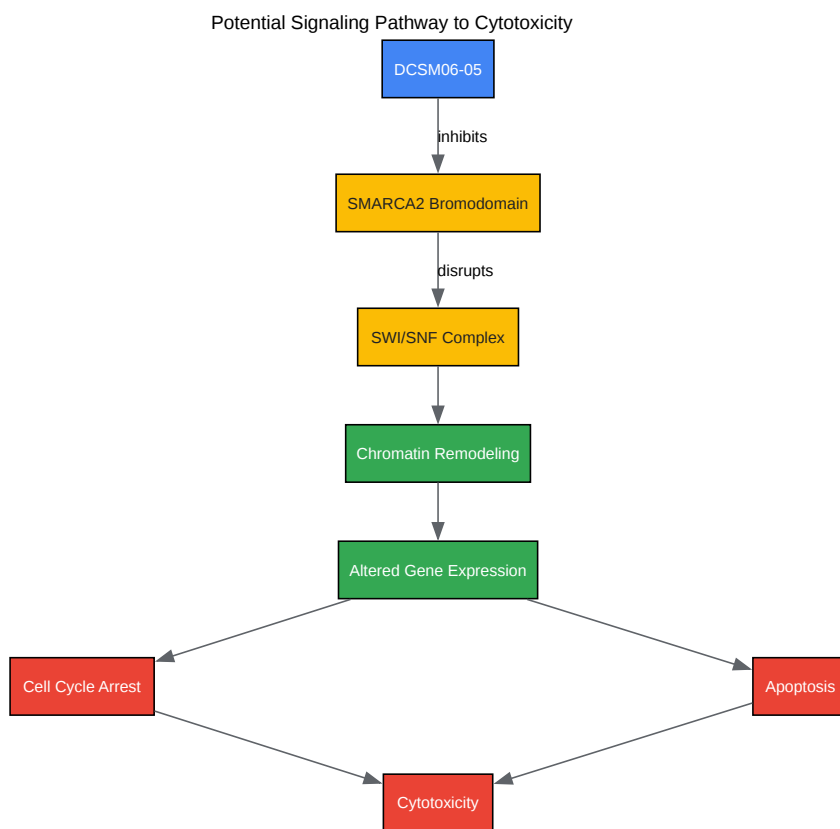 Potential Signaling Pathway to Cytotoxicity
DCSM06-05
inhibits
SMARCA2 Bromodomain
disrupts
SWI/SNF Complex
Chromatin Remodeling
Altered Gene Expression
Cell Cycle Arrest
Apoptosis
Cytotoxicity